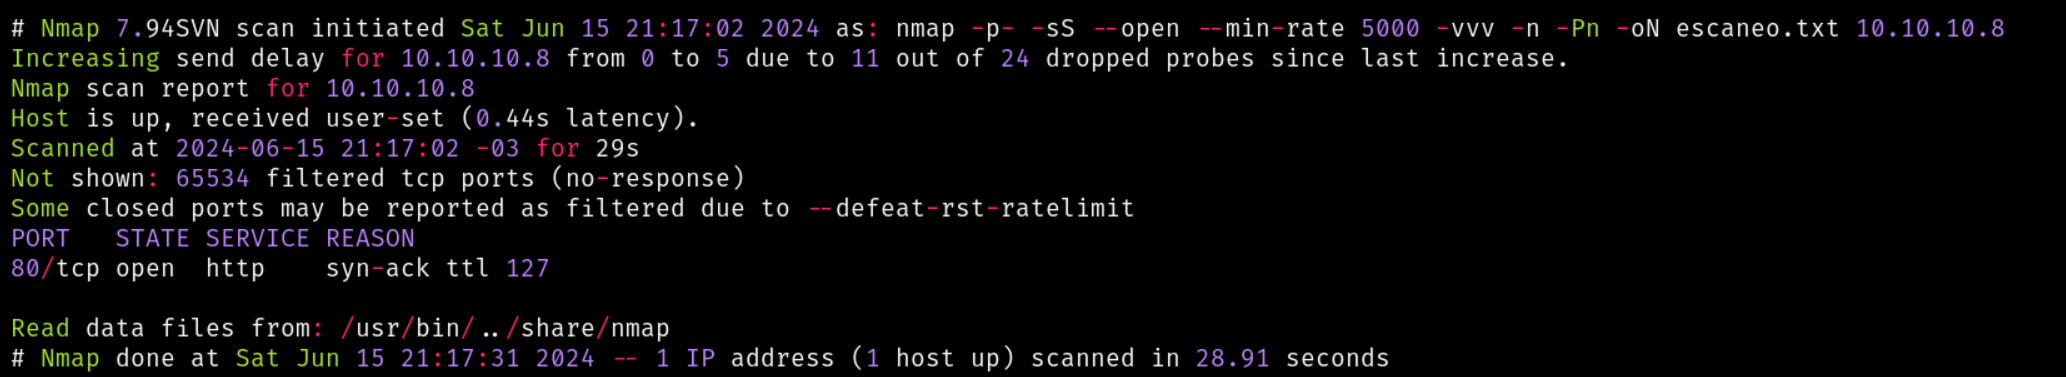 # Nmap 7.94SVN scan initiated Sat Jun 15 21:17:02 2024 as: nmap -p- -sS --open --min-rate 5000 -vvv -n -Pn -oN escaneo.txt 10.10.10.8
Increasing send delay for 10.10.10.8 from 0 to 5 due to 11 out of 24 dropped probes since last increase.
Nmap scan report for 10.10.10.8
Host is up, received user-set (0.44s latency).
Scanned at 2024-06-15 21:17:02 -03 for 29s
Not shown: 65534 filtered tcp ports (no-response)
Some closed ports may be reported as filtered due to --defeat-rst-ratelimit
PORT   STATE SERVICE REASON
80/tcp open  http    syn-ack ttl 127

Read data files from: /usr/bin/../share/nmap
# Nmap done at Sat Jun 15 21:17:31 2024 -- 1 IP address (1 host up) scanned in 28.91 seconds